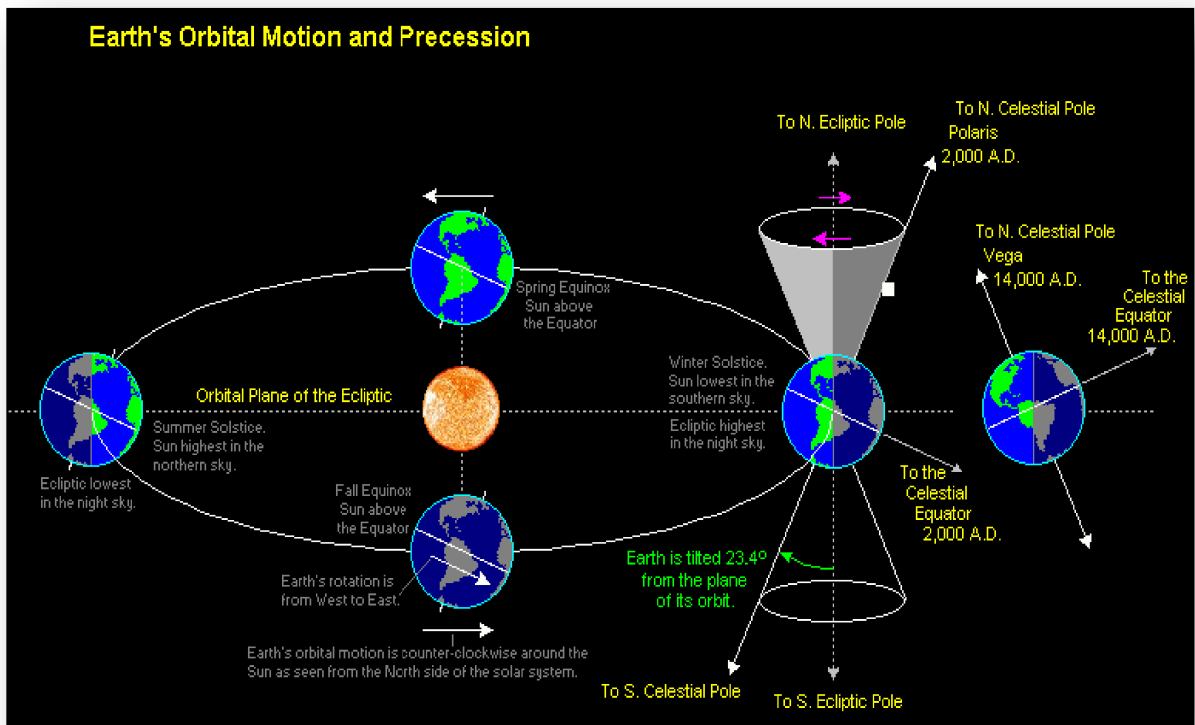 Earth's Orbital Motion and Precession
To N. Ecliptic Pole
To N. Celestial Pole
Polaris
2,000 A.D.
To N. Celestial Pole
Vega
14,000 A.D.
To the
Celestial
Equator
14,000 A.D.
Spring Equinox
Sun above
the Equator
Orbital Plane of the Ecliptic
Summer Solstice.
Sun highest in the
northern sky.
Ecliptic lowest
in the night sky.
Winter Solstice.
Sun lowest in the
southern sky.
Ecliptic highest
in the night sky.
To the
Celestial
Equator
2,000 A.D.
Fall Equinox
Sun above
the Equator
Earth's rotation is
from West to East.
Earth is tilted 23.4º
from the plane
of its orbit.
Earth's orbital motion is counter-clockwise around the
Sun as seen from the North side of the solar system.
To S. Celestial Pole
To S. Ecliptic Pole